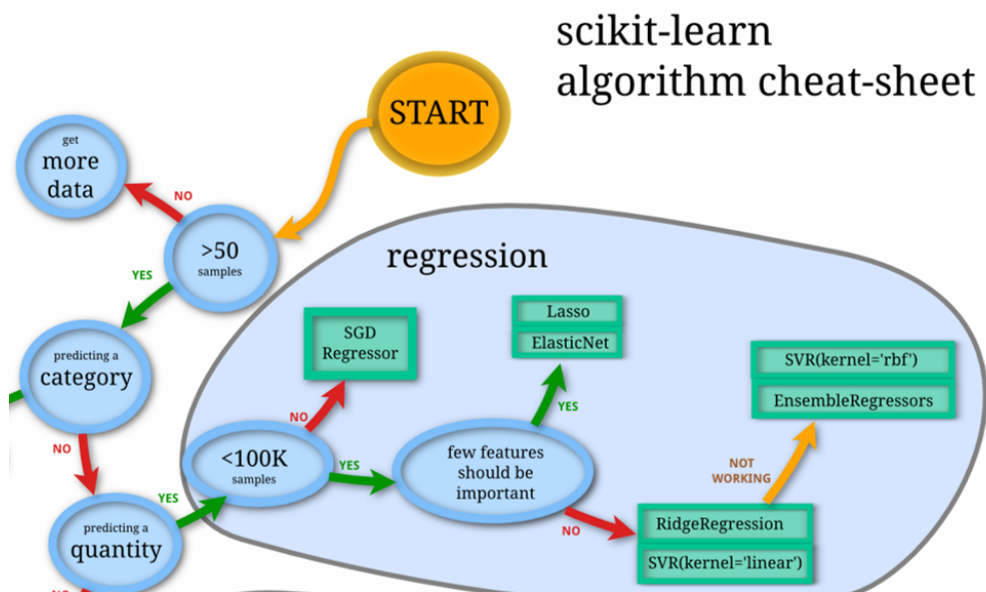 scikit-learn
algorithm cheat-sheet
START
get
more
data
NO
>50
samples
YES
predicting a
category
NO
predicting a
quantity
YES
NO
regression
<100K
samples
NO
SGD
Regressor
YES
few features
should be
important
YES
Lasso
ElasticNet
NO
RidgeRegression
SVR(kernel='linear')
NOT
WORKING
SVR(kernel='rbf')
EnsembleRegressors